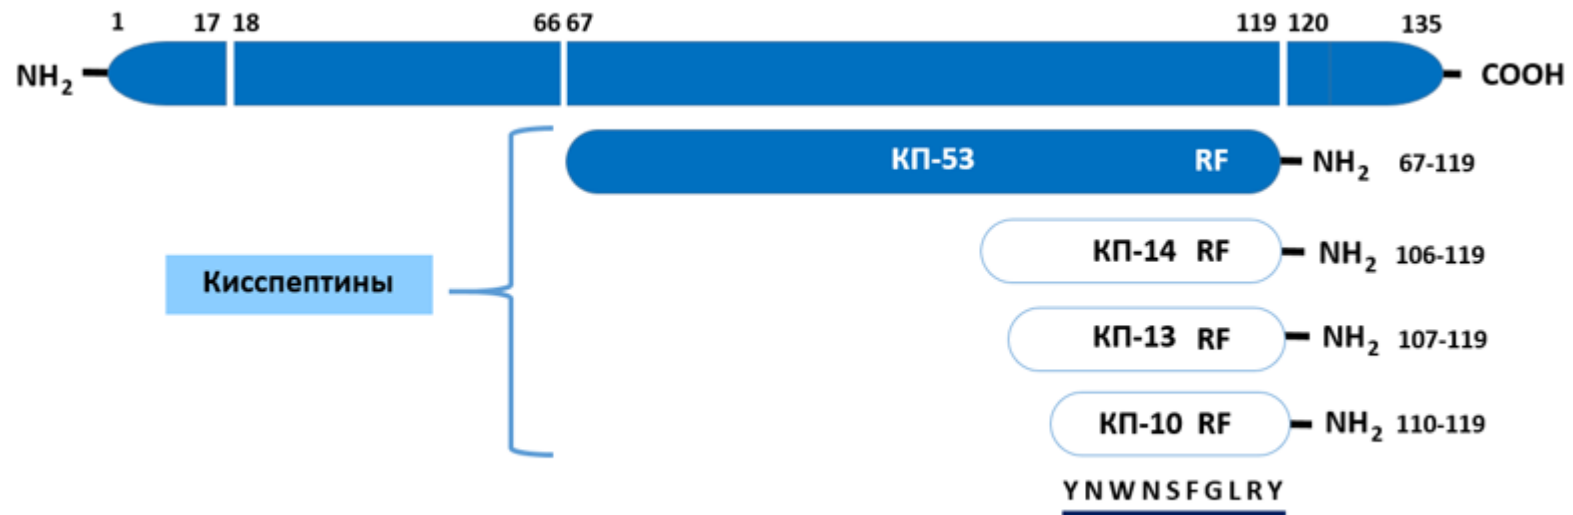 1 17 18 66 67 119 120 135
NH2 COOH
КП-53 RF NH2 67-119
КП-14 RF NH2 106-119
Кисспептины
КП-13 RF NH2 107-119
КП-10 RF NH2 110-119
YNWNSFGLRY